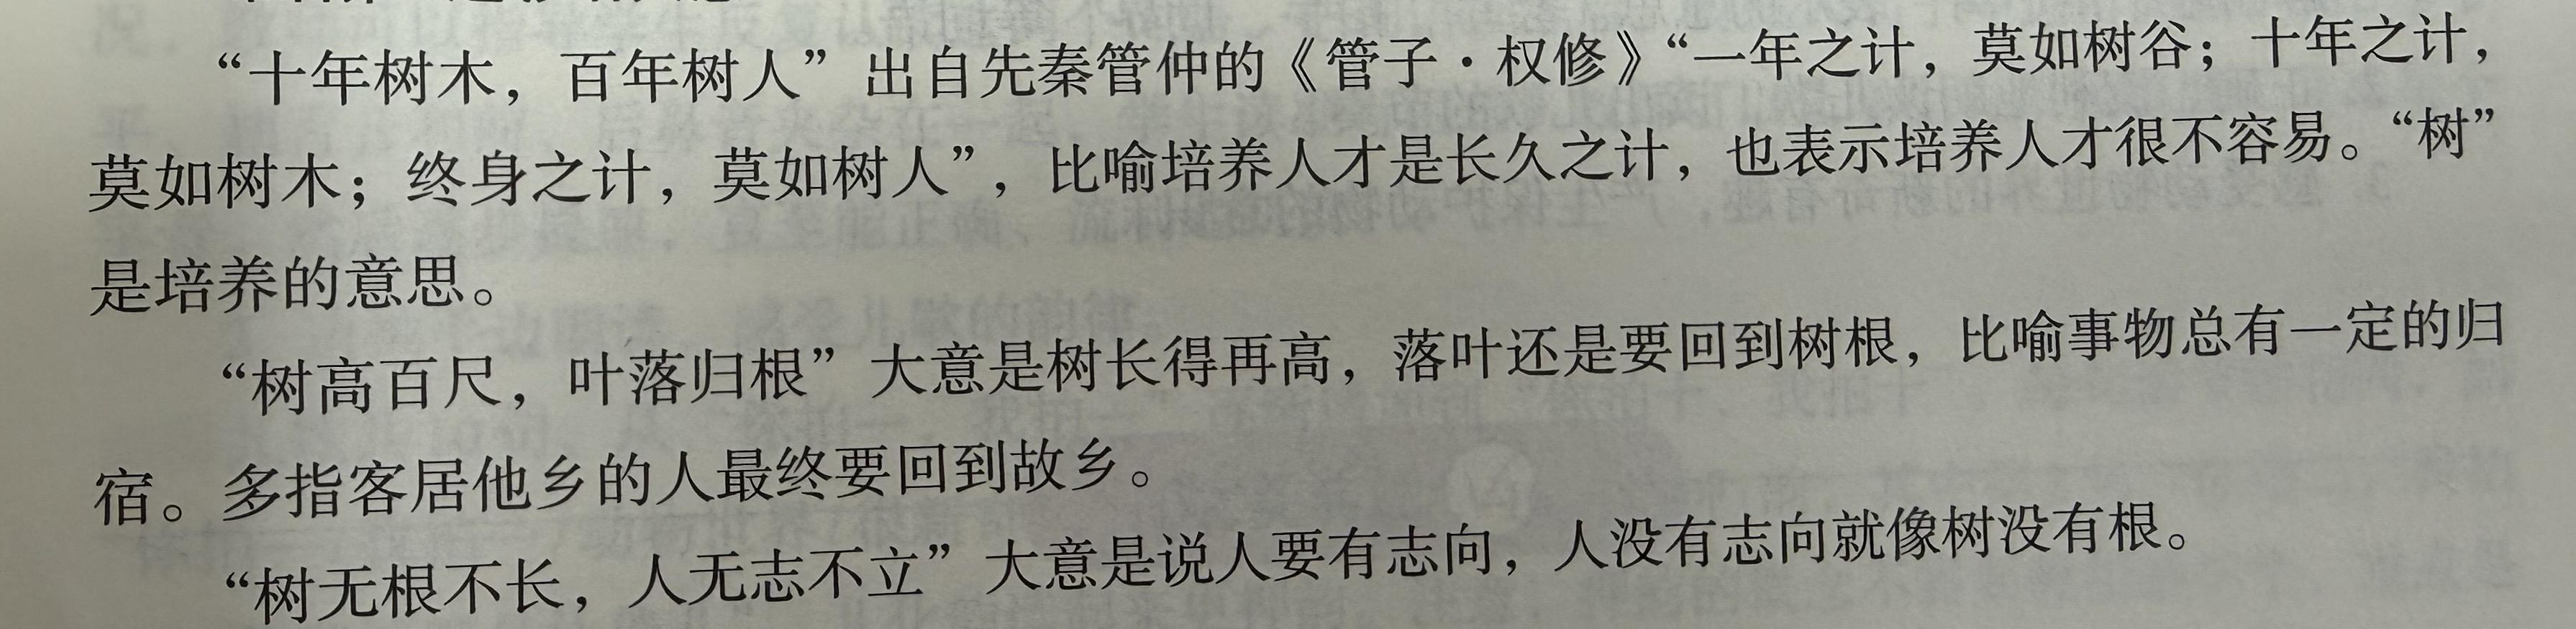 “十年树木，百年树人”出自先秦管仲的《管子·权修》“一年之计，莫如树谷；十年之计，
莫如树木；终身之计，莫如树人”，比喻培养人才是长久之计，也表示培养人才很不容易。“树”
是培养的意思。
“树高百尺，叶落归根”大意是树长得再高，落叶还是要回到树根，比喻事物总有一定的归
宿。多指客居他乡的人最终要回到故乡。
“树无根不长，人无志不立”大意是说人要有志向，人没有志向就像树没有根。